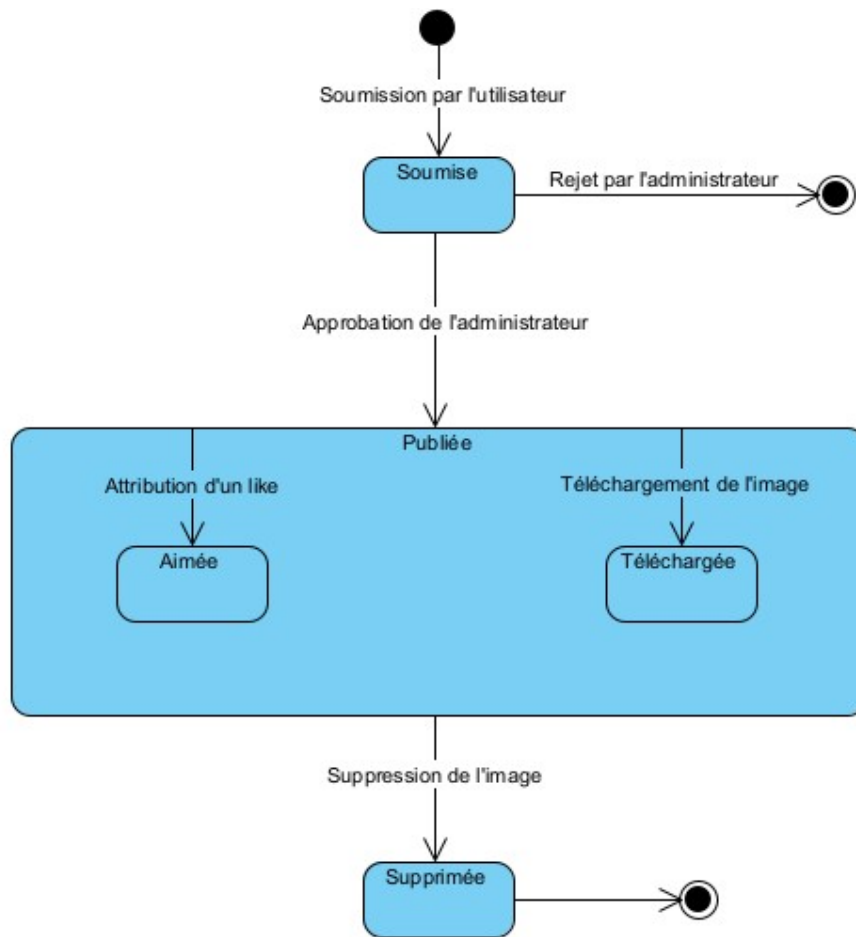 Soumission par l'utilisateur
Soumise
Rejet par l'administrateur
Approbation de l'administrateur
Publiée
Attribution d'un like
Téléchargement de l'image
Aimée
Téléchargée
Suppression de l'image
Supprimée